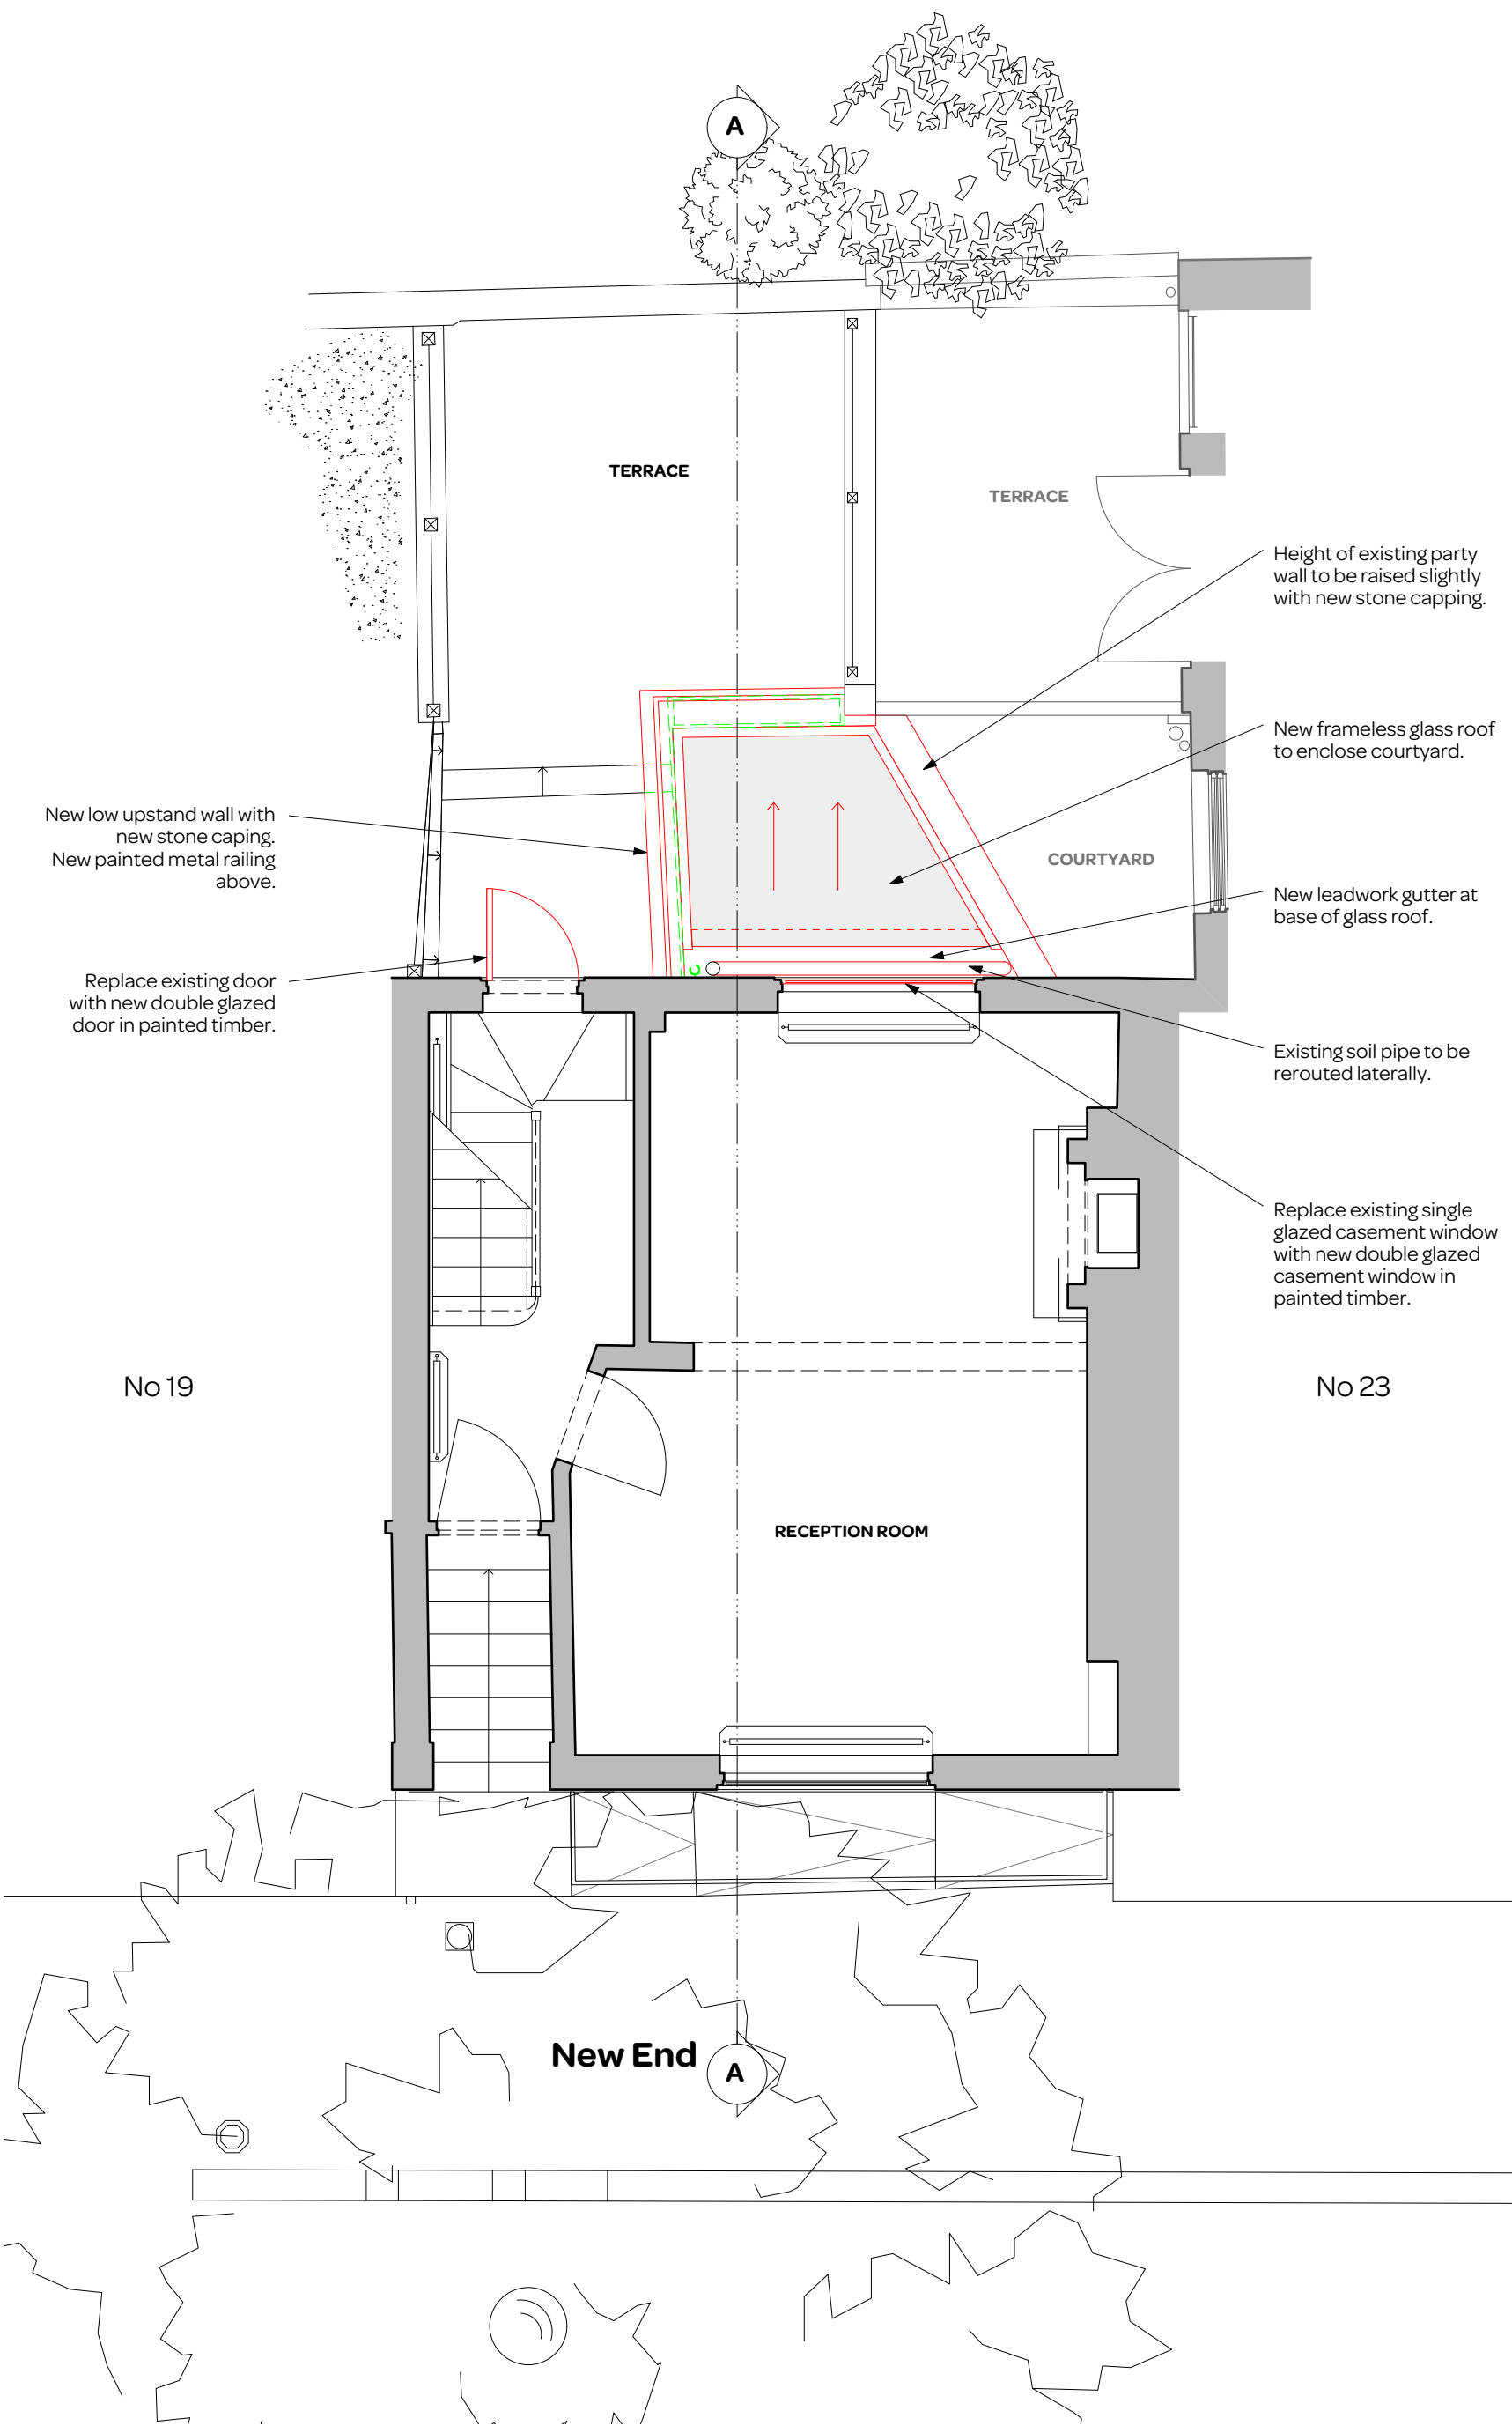 A
TERRACE
TERRACE
Height of existing party
wall to be raised slightly
with new stone capping.
New frameless glass roof
to enclose courtyard.
New low upstand wall with
new stone caping.
New painted metal railing
above.
COURTYARD
New leadwork gutter at
base of glass roof.
Replace existing door
with new double glazed
door in painted timber.
Existing soil pipe to be
rerouted laterally.
Replace existing single
glazed casement window
with new double glazed
casement window in
painted timber.
No 19
No 23
RECEPTION ROOM
New End
A